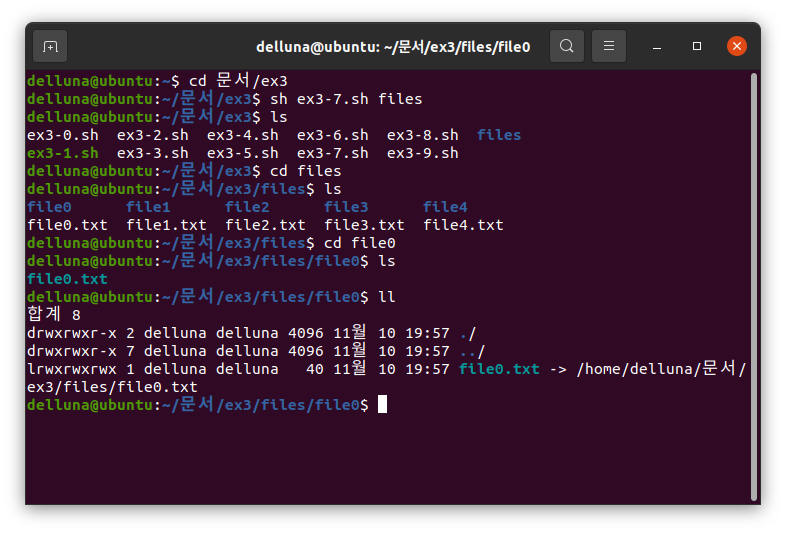 delluna@ubuntu: ~/문서/ex3/files/file0
delluna@ubuntu:~$ cd 문서/ex3
delluna@ubuntu:~/문서/ex3$ sh ex3-7.sh files
delluna@ubuntu:~/문서/ex3$ ls
ex3-0.sh  ex3-2.sh  ex3-4.sh  ex3-6.sh  ex3-8.sh  files
ex3-1.sh  ex3-3.sh  ex3-5.sh  ex3-7.sh  ex3-9.sh
delluna@ubuntu:~/문서/ex3$ cd files
delluna@ubuntu:~/문서/ex3/files$ ls
file0      file1      file2      file3      file4
file0.txt  file1.txt  file2.txt  file3.txt  file4.txt
delluna@ubuntu:~/문서/ex3/files$ cd file0
delluna@ubuntu:~/문서/ex3/files/file0$ ls
file0.txt
delluna@ubuntu:~/문서/ex3/files/file0$ ll
합계 8
drwxrwxr-x 2 delluna delluna 4096 11월 10 19:57 ./
drwxrwxr-x 7 delluna delluna 4096 11월 10 19:57 ../
lrwxrwxrwx 1 delluna delluna   40 11월 10 19:57 file0.txt -> /home/delluna/문서/
ex3/files/file0.txt
delluna@ubuntu:~/문서/ex3/files/file0$